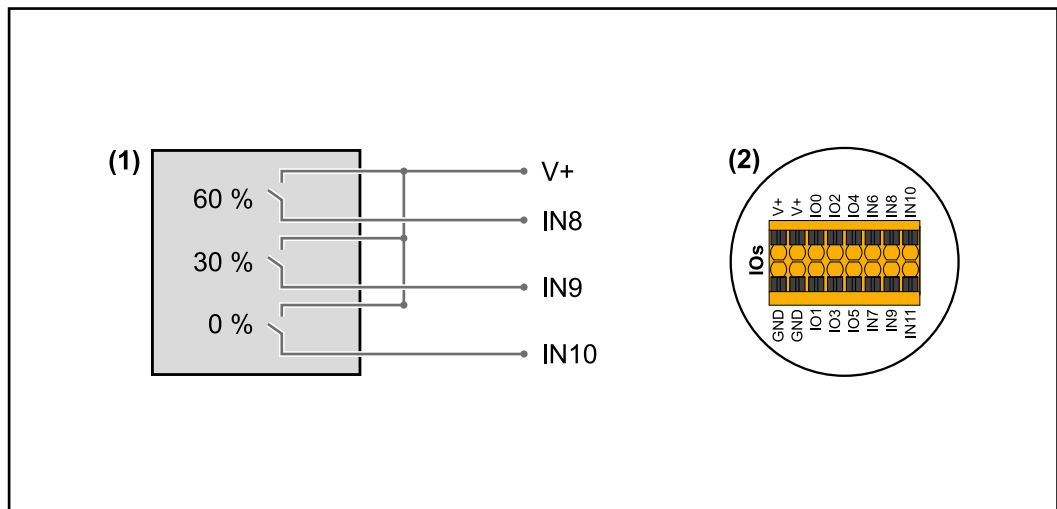 (1)
60 %
30 %
0 %
V+
IN8
IN9
IN10
(2)
IOs
V+
V+
IO0
IO2
IO4
IN6
IN8
IN10
GND
GND
IO1
IO3
IO5
IN7
IN9
IN11